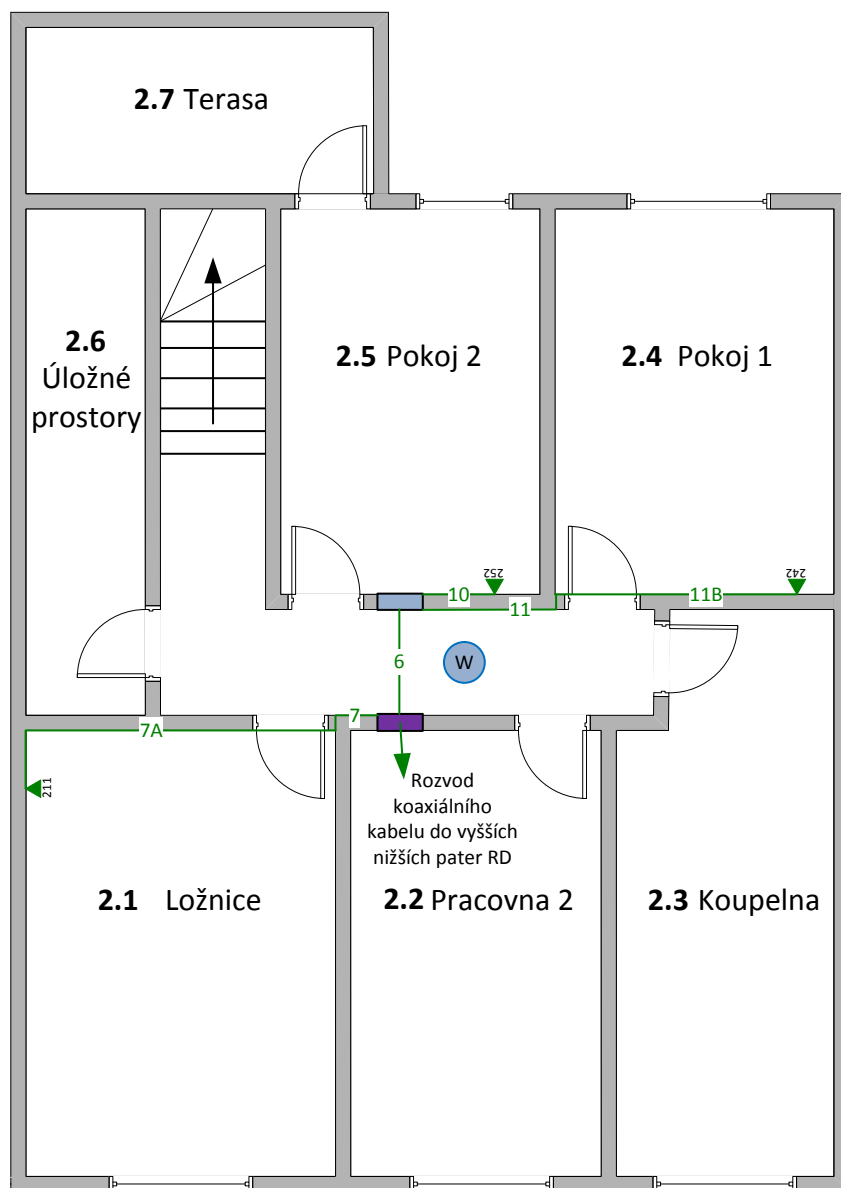 2.7 Terasa
2.6
Úložné
prostory
2.5 Pokoj 2
2.4 Pokoj 1
252
242
10
11
11B
6
W
7
7A
211
Rozvod
koaxiálního
kabelu do vyšších
nižších pater RD
2.1 Ložnice
2.2 Pracovna 2
2.3 Koupelna